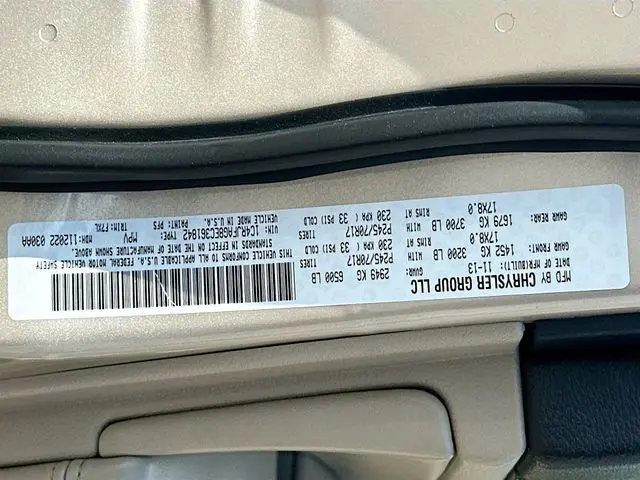 MFD BY CHRYSLER GROUP LLC
DATE OF MFR(BUILT): 11-13 GVWR: 2949 KG 6500 LB
GAWR FRONT: 1452 KG 3200 LB TIRES P245/70R17
17X8.0 RIMS AT 230 KPA ( 33 PSI) COLD
GAWR REAR: 1679 KG 3700 LB TIRES P245/70R17
17X8.0 RIMS AT 230 KPA ( 33 PSI) COLD
THIS VEHICLE CONFORMS TO ALL APPLICABLE U.S.A. FEDERAL MOTOR VEHICLE SAFETY
STANDARDS IN EFFECT ON THE DATE OF MANUFACTURE SHOWN ABOVE.
VIN: 1C4RJFAG8EC361942 TYPE: MPV MDH: 112022 030AA
VEHICLE MADE IN U.S.A. PAINT: PFS TRIM: F7XL